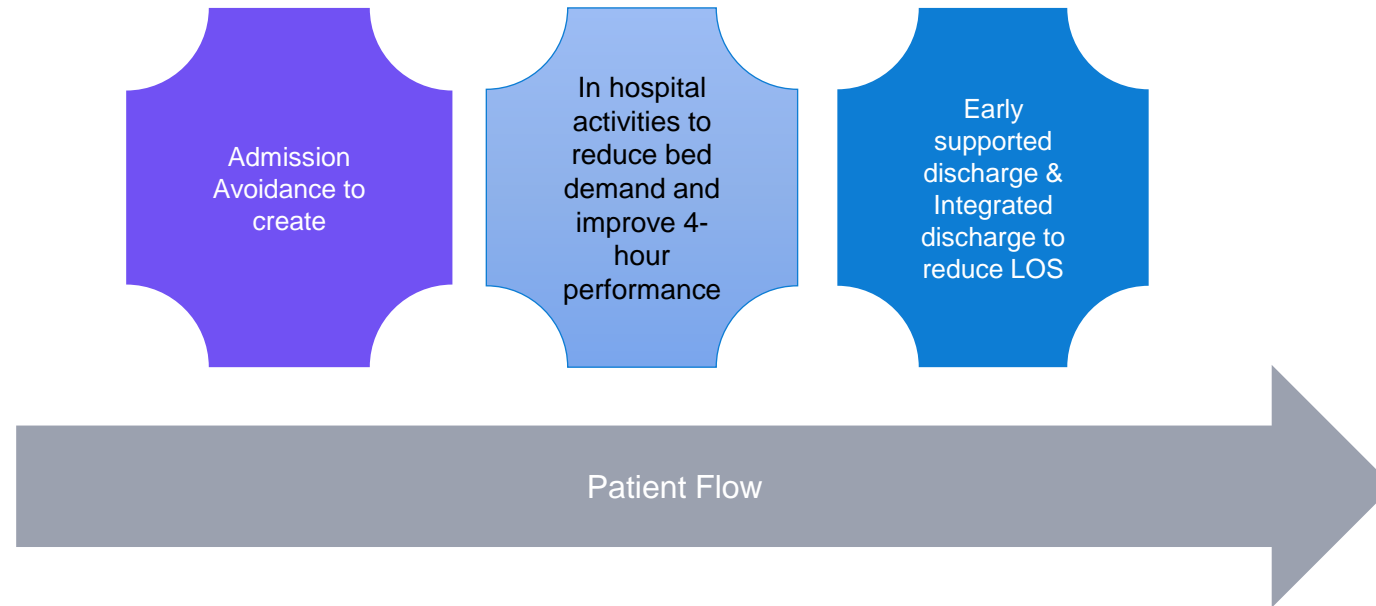 Admission
Avoidance to
create
In hospital
activities to
reduce bed
demand and
improve 4-
hour
performance
Early
supported
discharge &
Integrated
discharge to
reduce LOS
Patient Flow